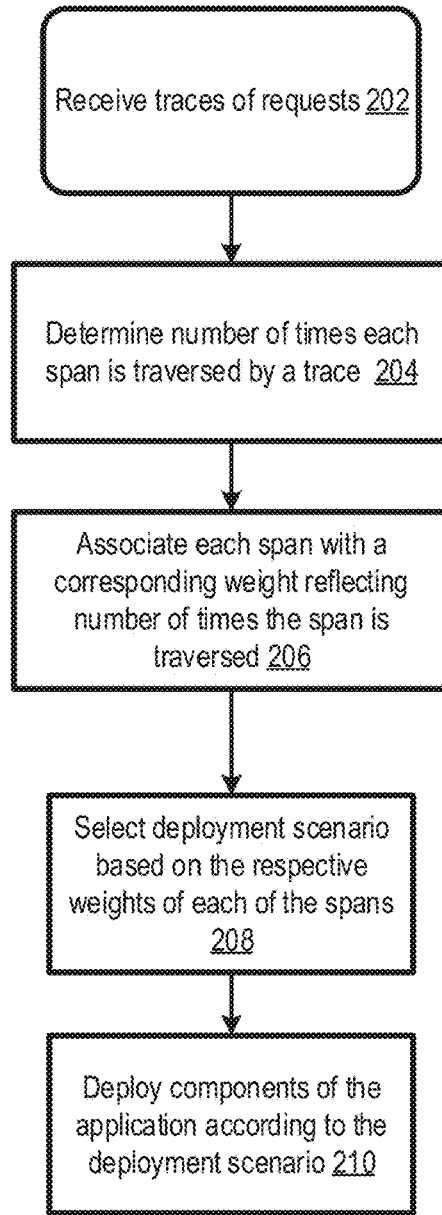 Receive traces of requests 202
Determine number of times each
span is traversed by a trace 204
Associate each span with a
corresponding weight reflecting
number of times the span is
traversed 206
Select deployment scenario
based on the respective
weights of each of the spans
208
Deploy components of the
application according to the
deployment scenario 210